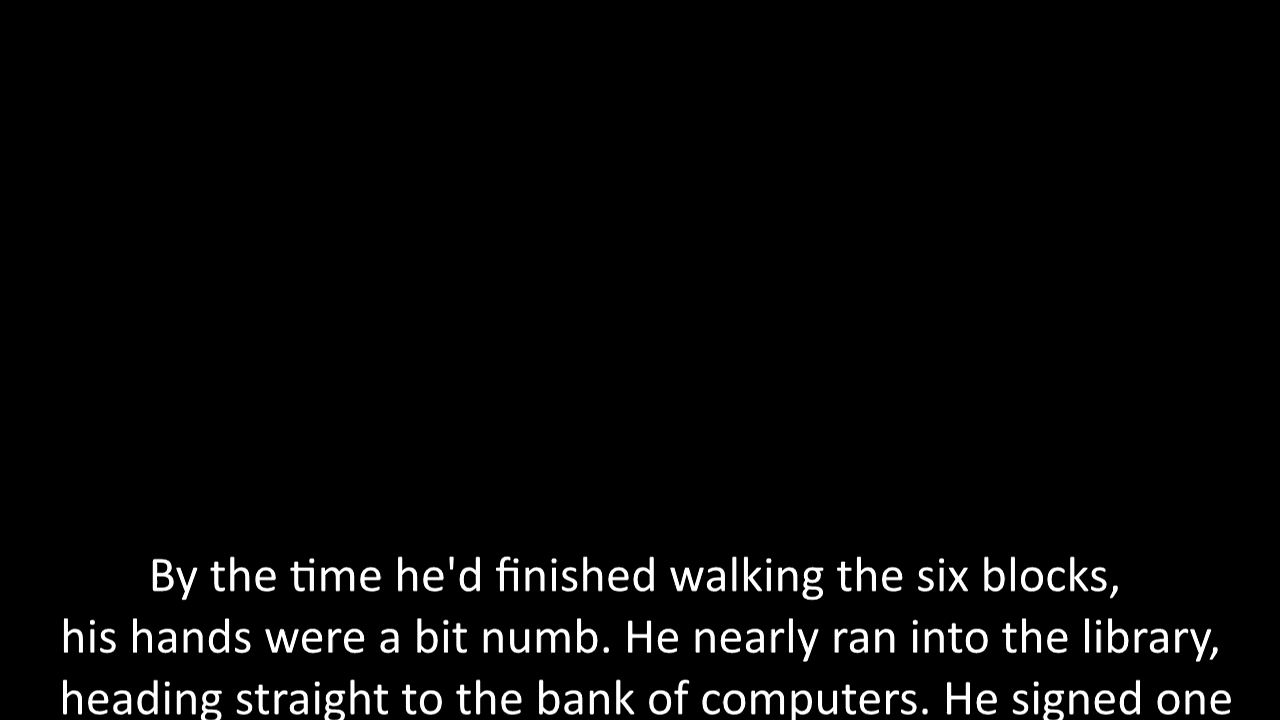 By the time he'd finished walking the six blocks,
his hands were a bit numb. He nearly ran into the library,
heading straight to the bank of computers. He signed one